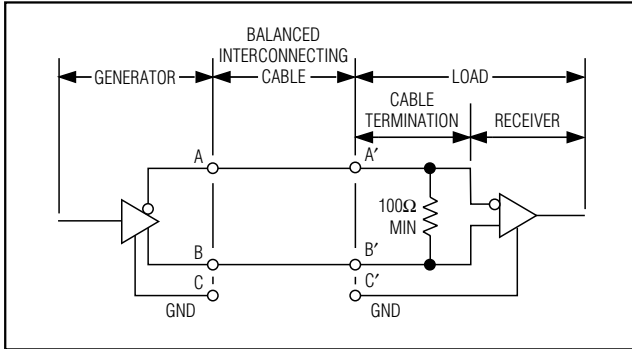 BALANCED
INTERCONNECTING
CABLE
GENERATOR
LOAD
CABLE
TERMINATION
RECEIVER
A
A′
100Ω
MIN
B
B′
C
C′
GND
GND